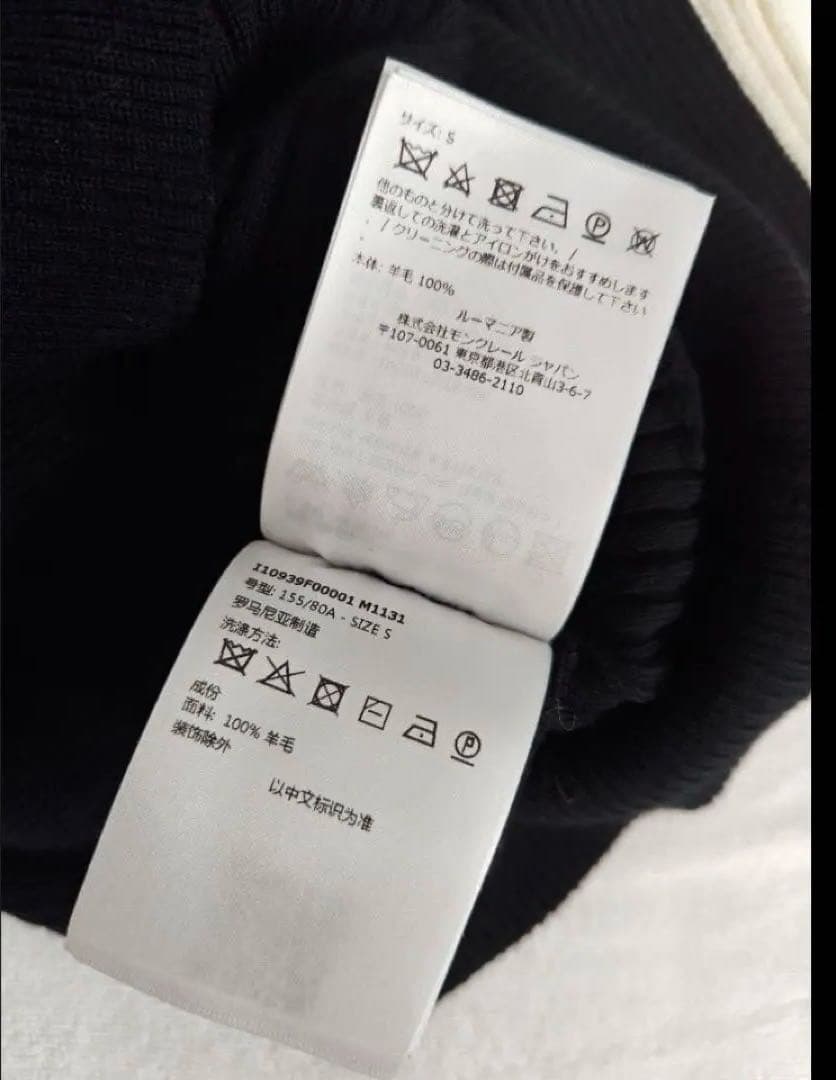 サイズ: S
他のものと分けて洗って下さい。/
裏返しての洗濯とアイロンがけをおすすめします
。/クリーニングの際は付属品を保護して下さい
。
本体: 羊毛 100%
ルーマニア製
株式会社モンクレール ジャパン
〒107-0061 東京都港区北青山3-6-7
03-3486-2110
I10939F00001 M1131
号型: 155/80A - SIZE S
罗马尼亚制造
洗涤方法:
成份
面料: 100% 羊毛
装饰除外
以中文标识为准